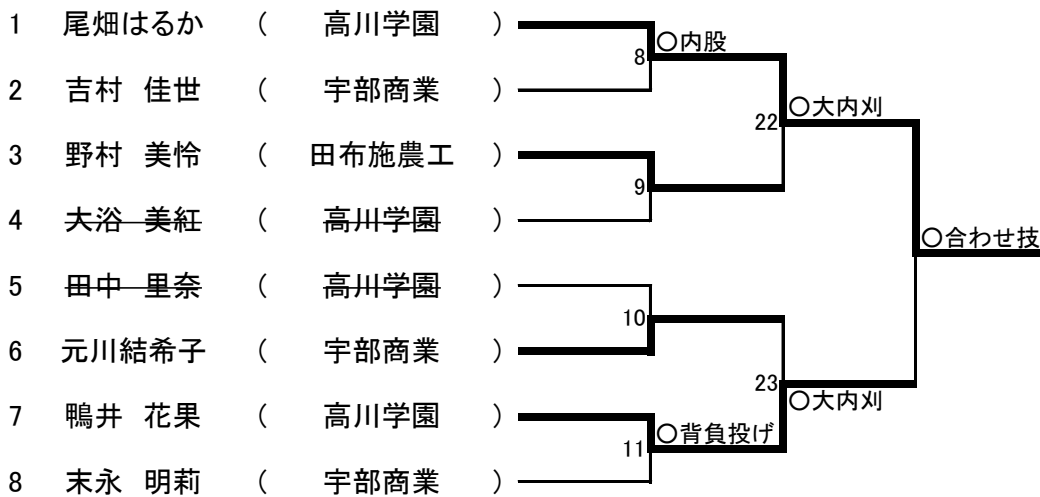 1 尾畑はるか ( 高川学園 )
○内股
8
2 吉村 佳世 ( 宇部商業 )
○大内刈
22
3 野村 美怜 ( 田布施農工 )
9
4 大浴 美紅 ( 高川学園 )
○合わせ技
5 田中 里奈 ( 高川学園 )
10
6 元川結希子 ( 宇部商業 )
23
○大内刈
7 鴨井 花果 ( 高川学園 )
○背負投げ
11
8 末永 明莉 ( 宇部商業 )